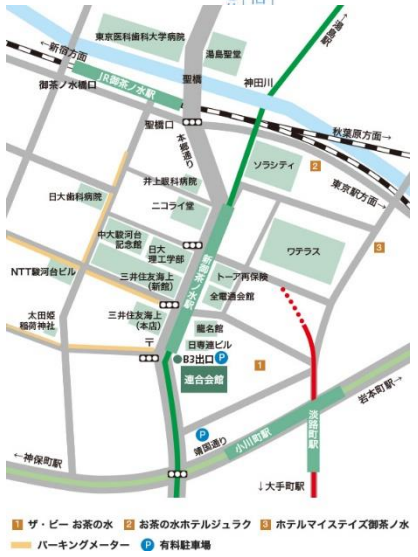 ←新宿方面
東京医科歯科大学病院
湯島聖堂
←湯島駅
JR御茶ノ水駅
聖橋
神田川
御茶ノ水橋口
聖橋口
本郷通り
秋葉原方面→
ソラシティ
2
東京駅方面→
井上眼科病院
日大歯科病院
ニコライ堂
中大駿河台
記念館
日大
理工学部
ワテラス
3
新御茶ノ水駅
NTT駿河台ビル
三井住友海上
(新館)
トーア再保険
全電通会館
太田姫
稲荷神社
三井住友海上
(本店)
龍名館
日専連ビル
〒
B3出口
P
1
連合会館
岩本町駅→
P
靖国通り
小川町駅
淡路町駅
←神保町駅
↓大手町駅
1 ザ・ビー お茶の水 2 お茶の水ホテルジュラク 3 ホテルマイステイズ御茶ノ水
パーキングメーター P 有料駐車場